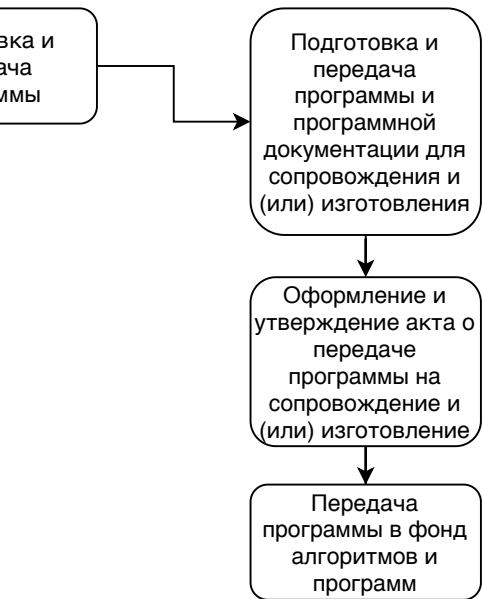 вка и
ача
ммы
Подготовка и
передача
программы и
программной
документации для
сопровождения и
(или) изготовления
Оформление и
утверждение акта о
передаче
программы на
сопровождение и
(или) изготовление
Передача
программы в фонд
алгоритмов и
программ